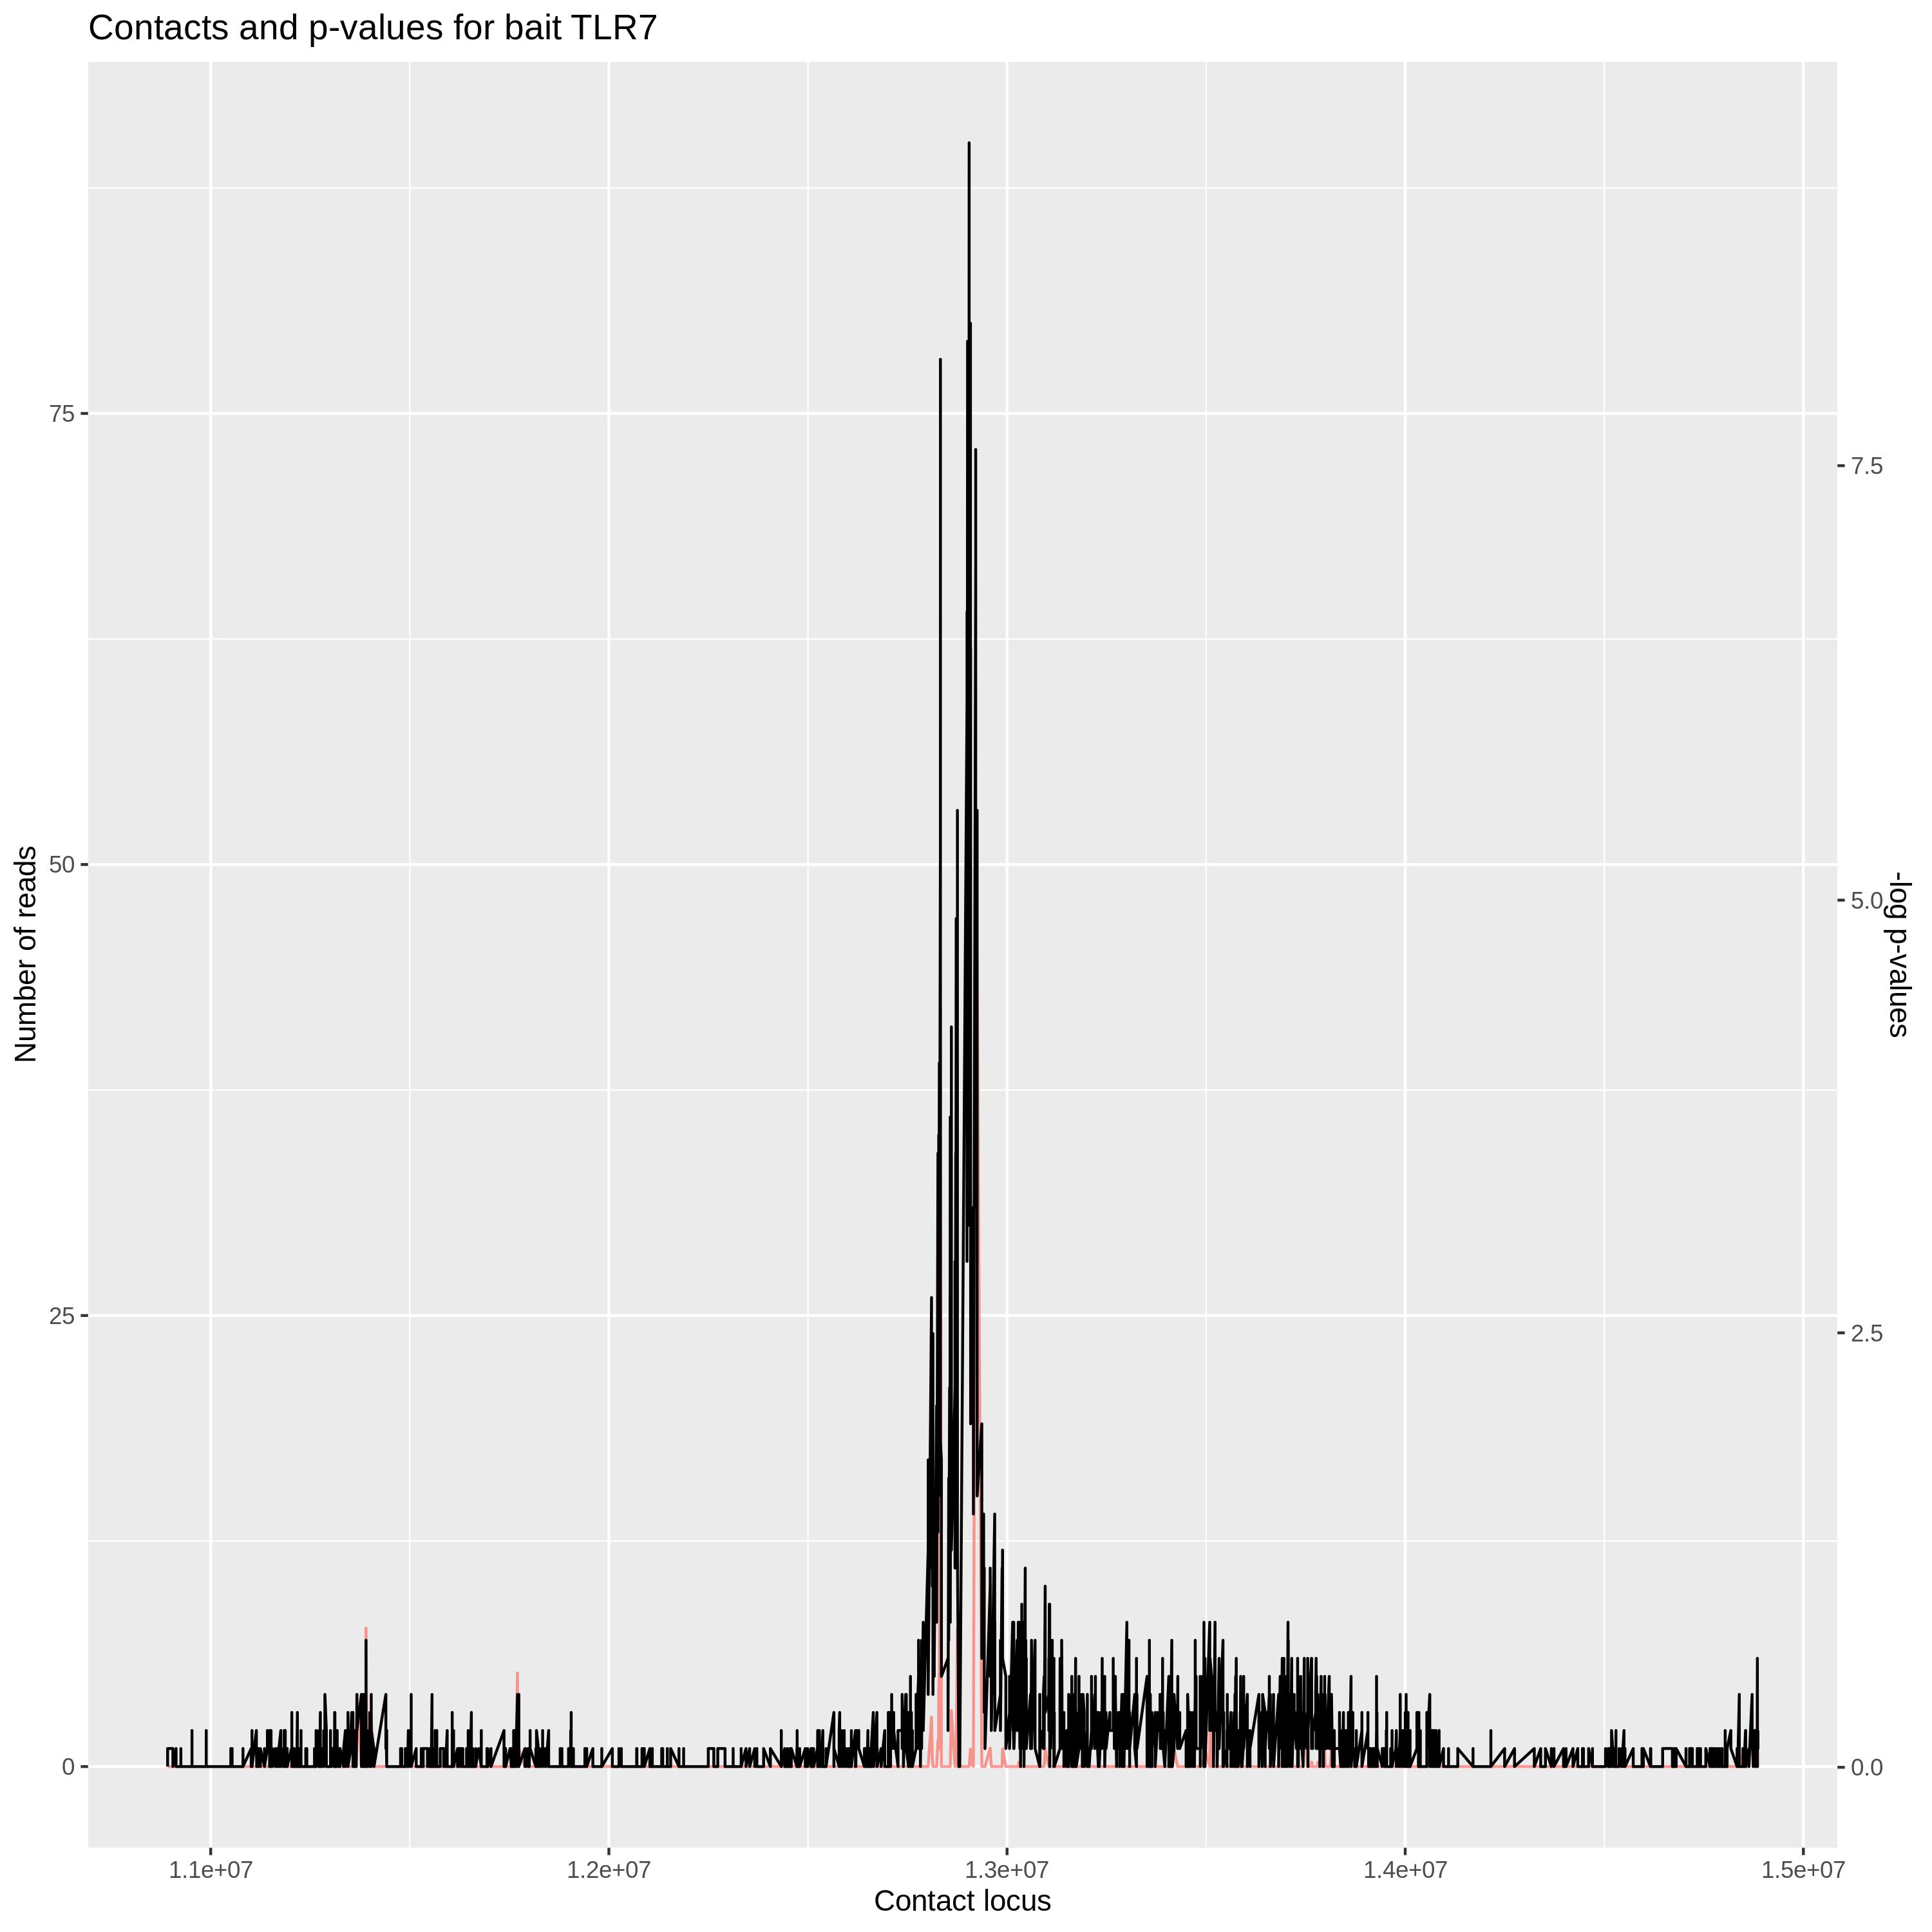 Contacts and p-values for bait TLR7
75
50
25
0
Number of reads
7.5
5.0
2.5
0.0
-log p-values
1.1e+07 1.2e+07 1.3e+07 1.4e+07 1.5e+07
Contact locus